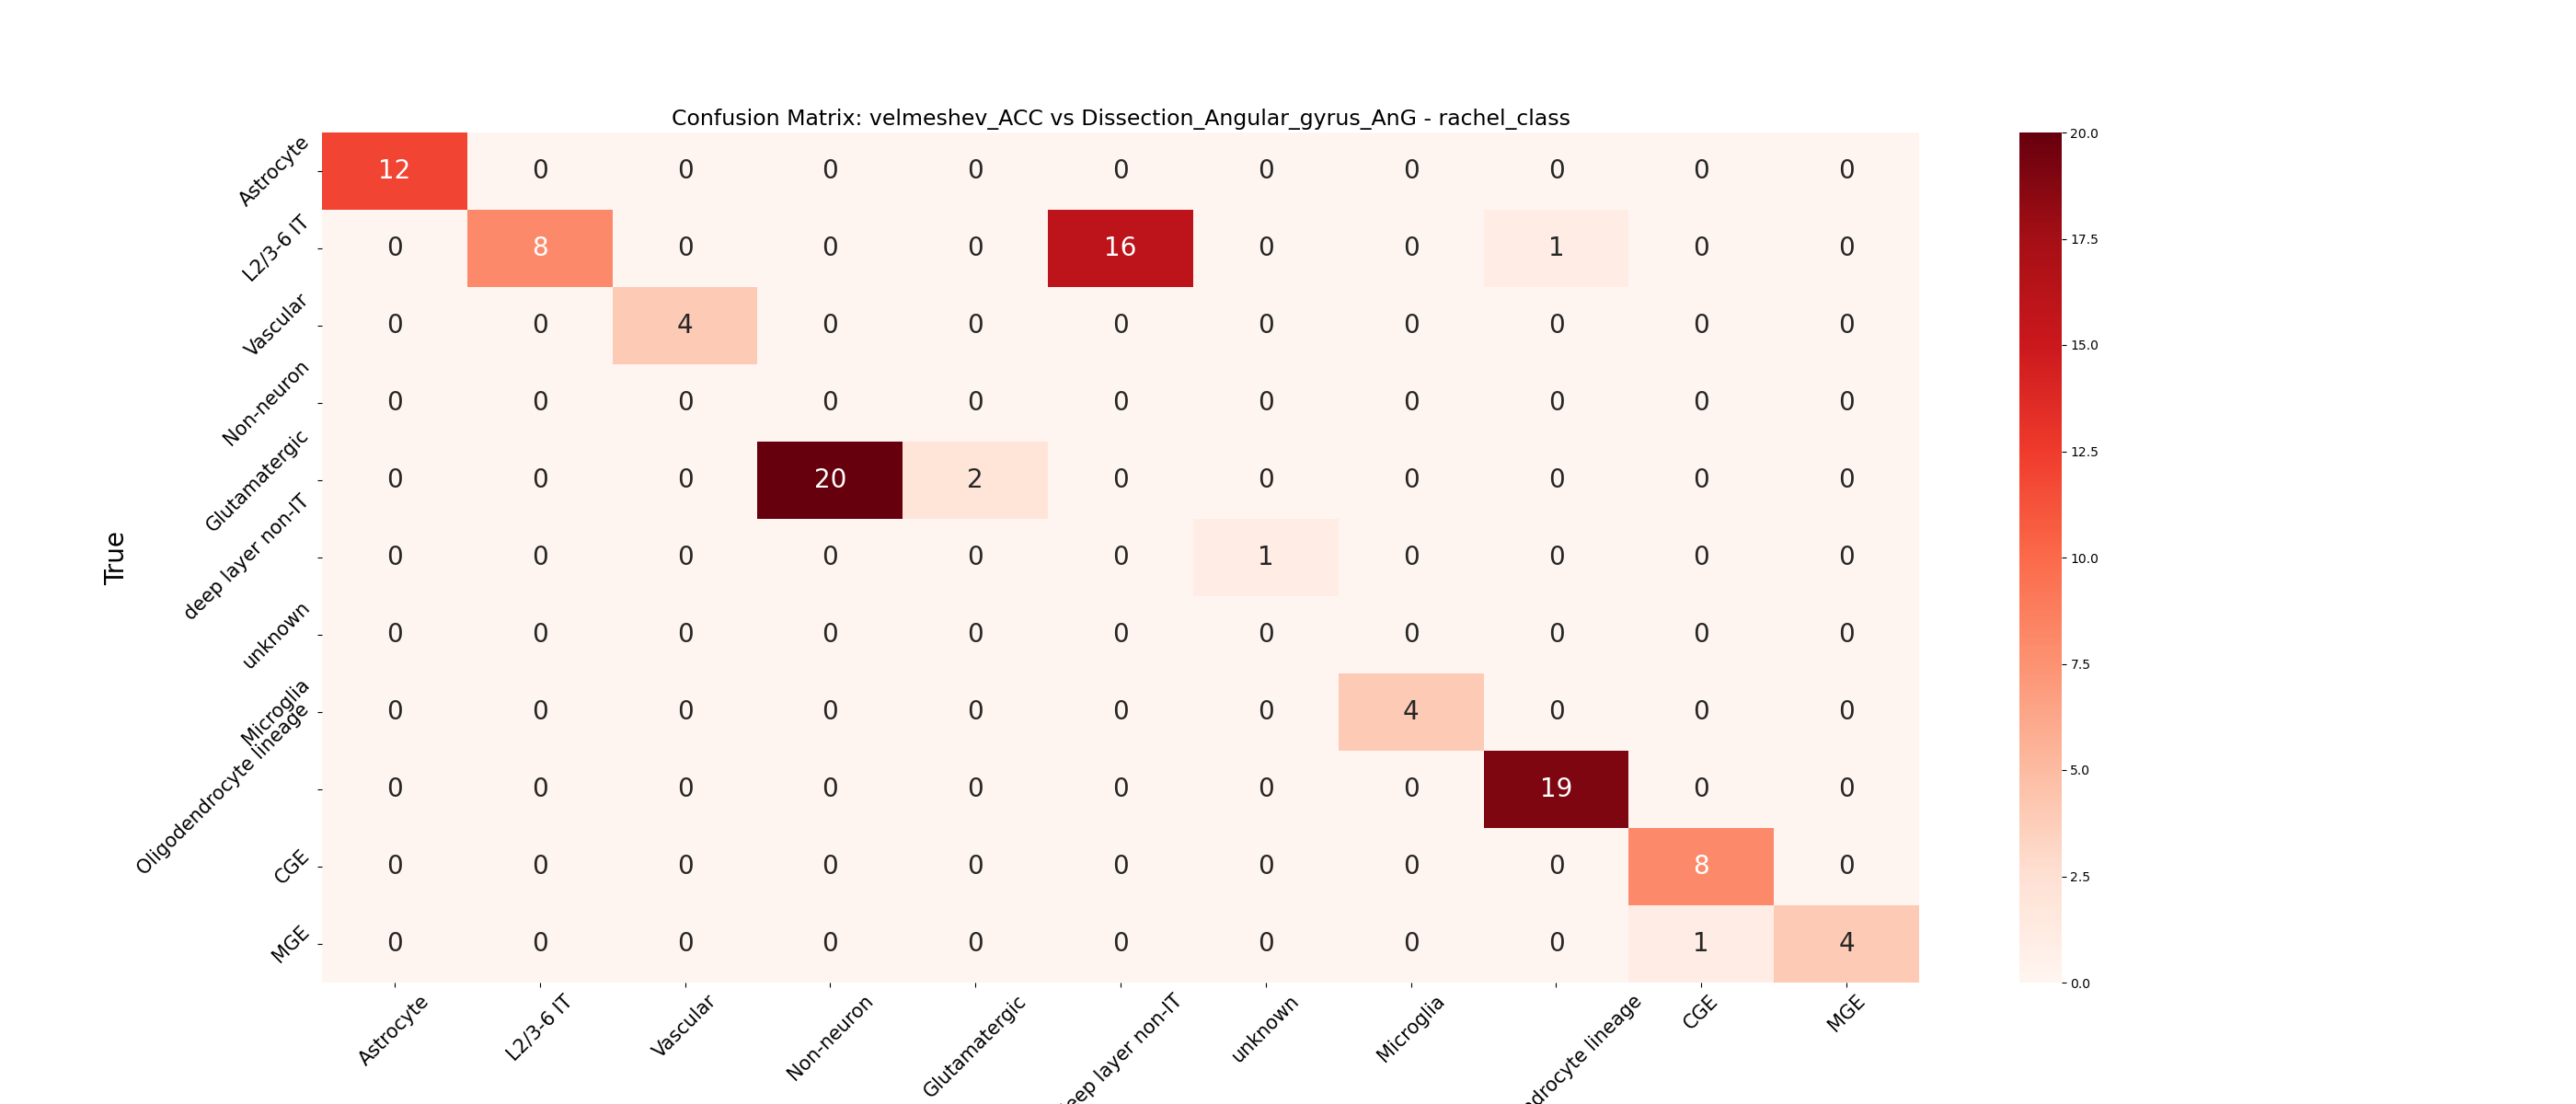 Confusion Matrix: velmeshev_ACC vs Dissection_Angular_gyrus_AnG - rachel_class
True
Astrocyte 12 0 0 0 0 0 0 0 0 0 0
L2/3-6 IT 0 8 0 0 0 16 0 0 1 0 0
Vascular 0 0 4 0 0 0 0 0 0 0 0
Non-neuron 0 0 0 0 0 0 0 0 0 0 0
Glutamatergic 0 0 0 20 2 0 0 0 0 0 0
deep layer non-IT 0 0 0 0 0 0 1 0 0 0 0
unknown 0 0 0 0 0 0 0 0 0 0 0
Microglia 0 0 0 0 0 0 0 4 0 0 0
Oligodendrocyte lineage 0 0 0 0 0 0 0 0 19 0 0
CGE 0 0 0 0 0 0 0 0 0 8 0
MGE 0 0 0 0 0 0 0 0 0 1 4
Astrocyte
L2/3-6 IT
Vascular
Non-neuron
Glutamatergic
layer non-IT
unknown
Microglia
lineage
CGE
MGE
20.0
17.5
15.0
12.5
10.0
7.5
5.0
2.5
0.0